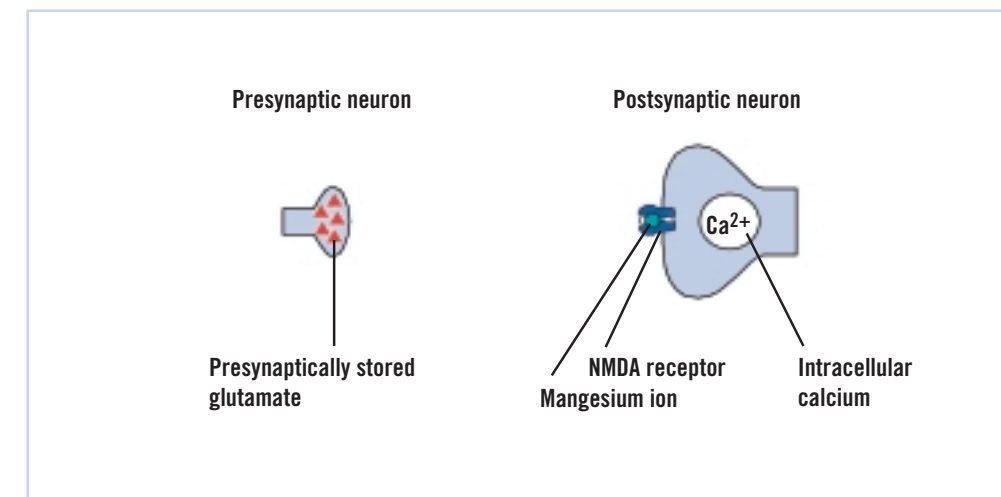 Presynaptic neuron
Postsynaptic neuron
Ca2+
Presynaptically stored
glutamate
NMDA receptor
Mangesium ion
Intracellular
calcium